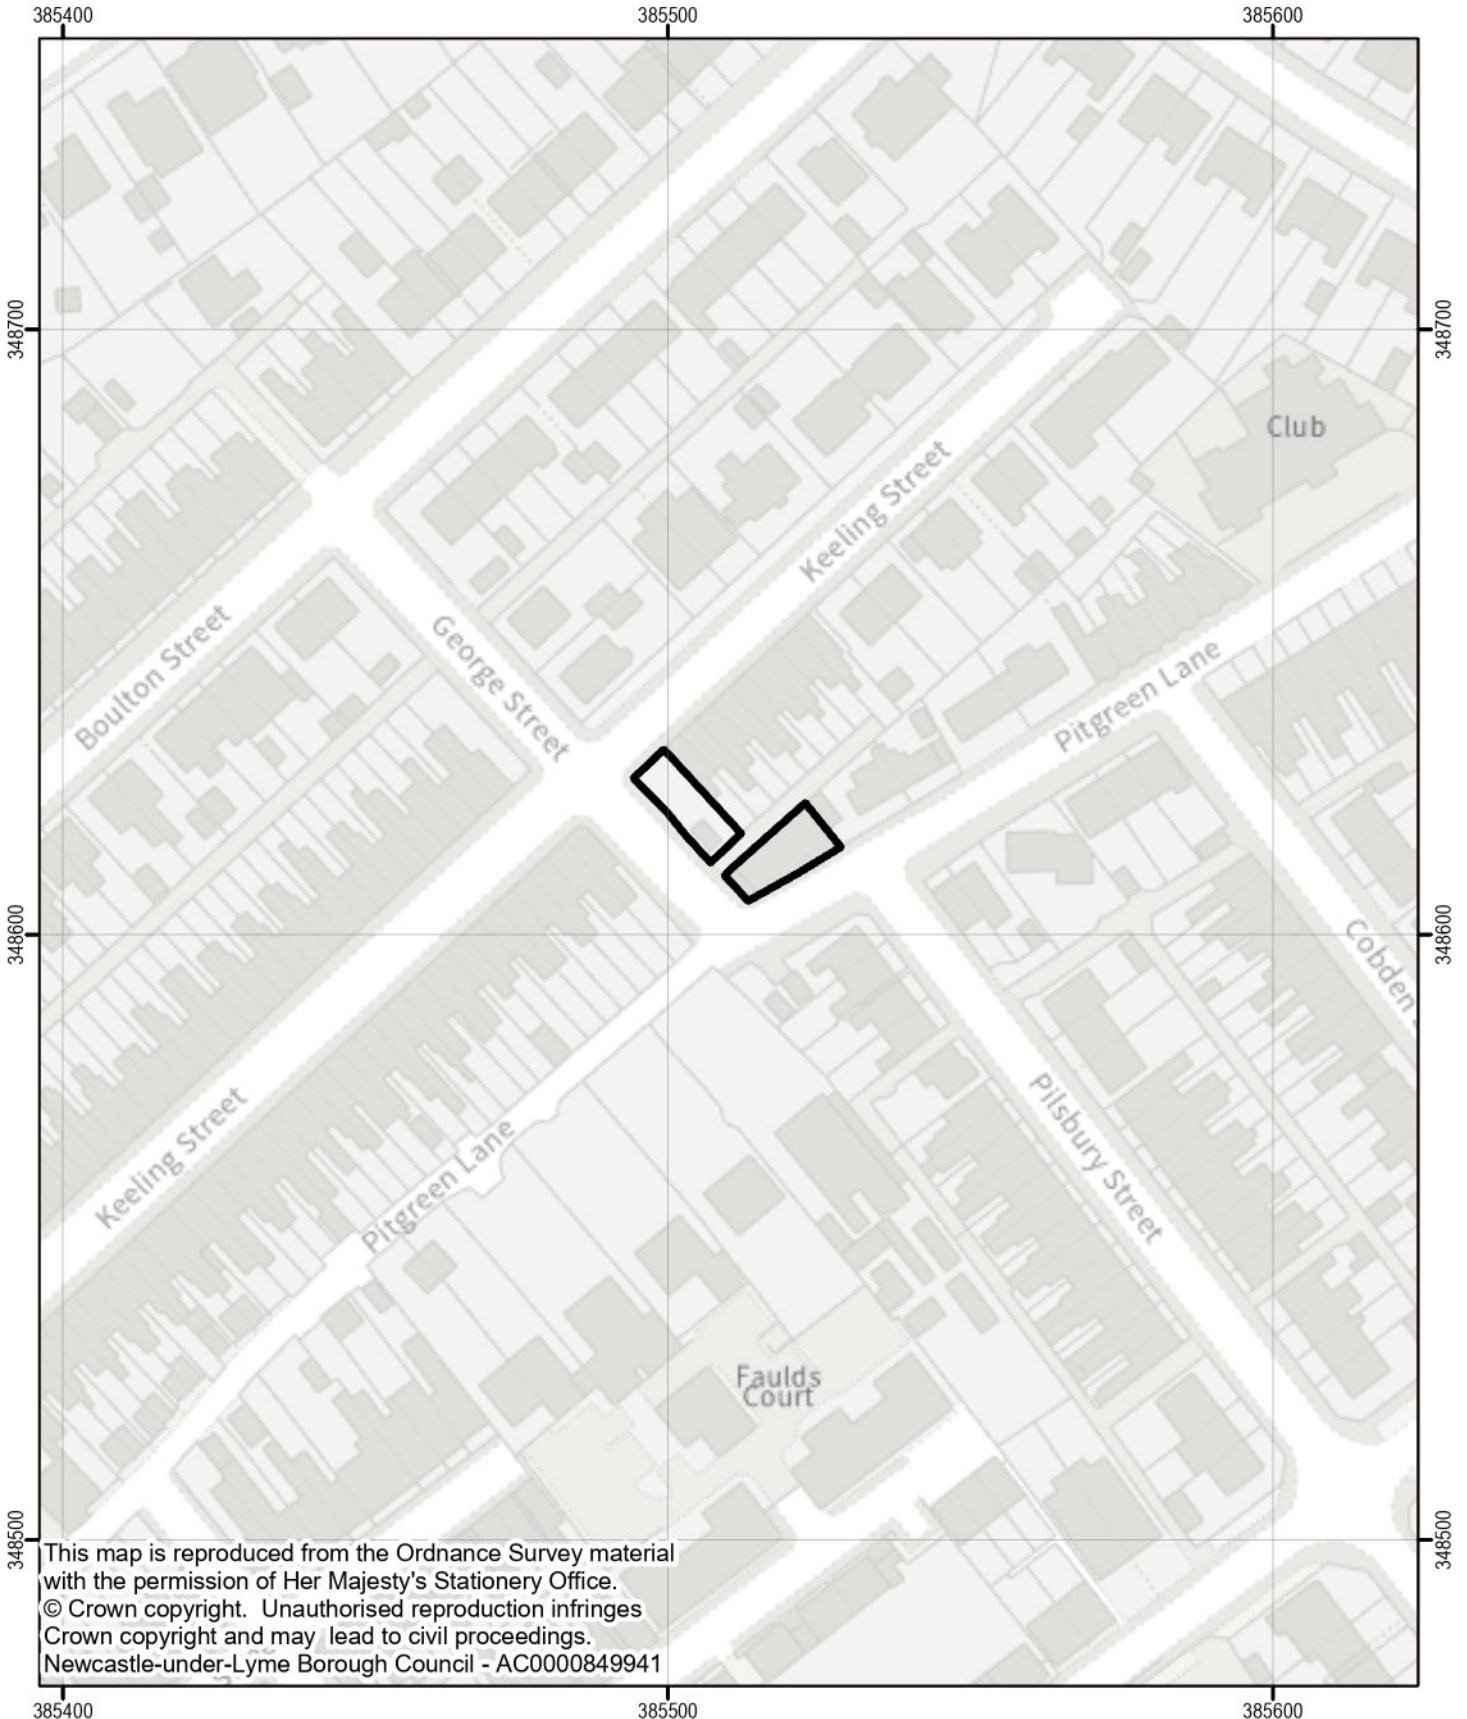 385400
385500
385600
348700
348700
Club
Keeling Street
Boulton Street
George Street
Pitgreen Lane
348600
348600
Cobden
Keeling Street
Pitgreen Lane
Pilsbury Street
Faulds
Court
348500
348500
This map is reproduced from the Ordnance Survey material
with the permission of Her Majesty's Stationery Office.
© Crown copyright.  Unauthorised reproduction infringes
Crown copyright and may  lead to civil proceedings.
Newcastle-under-Lyme Borough Council - AC0000849941
385400
385500
385600